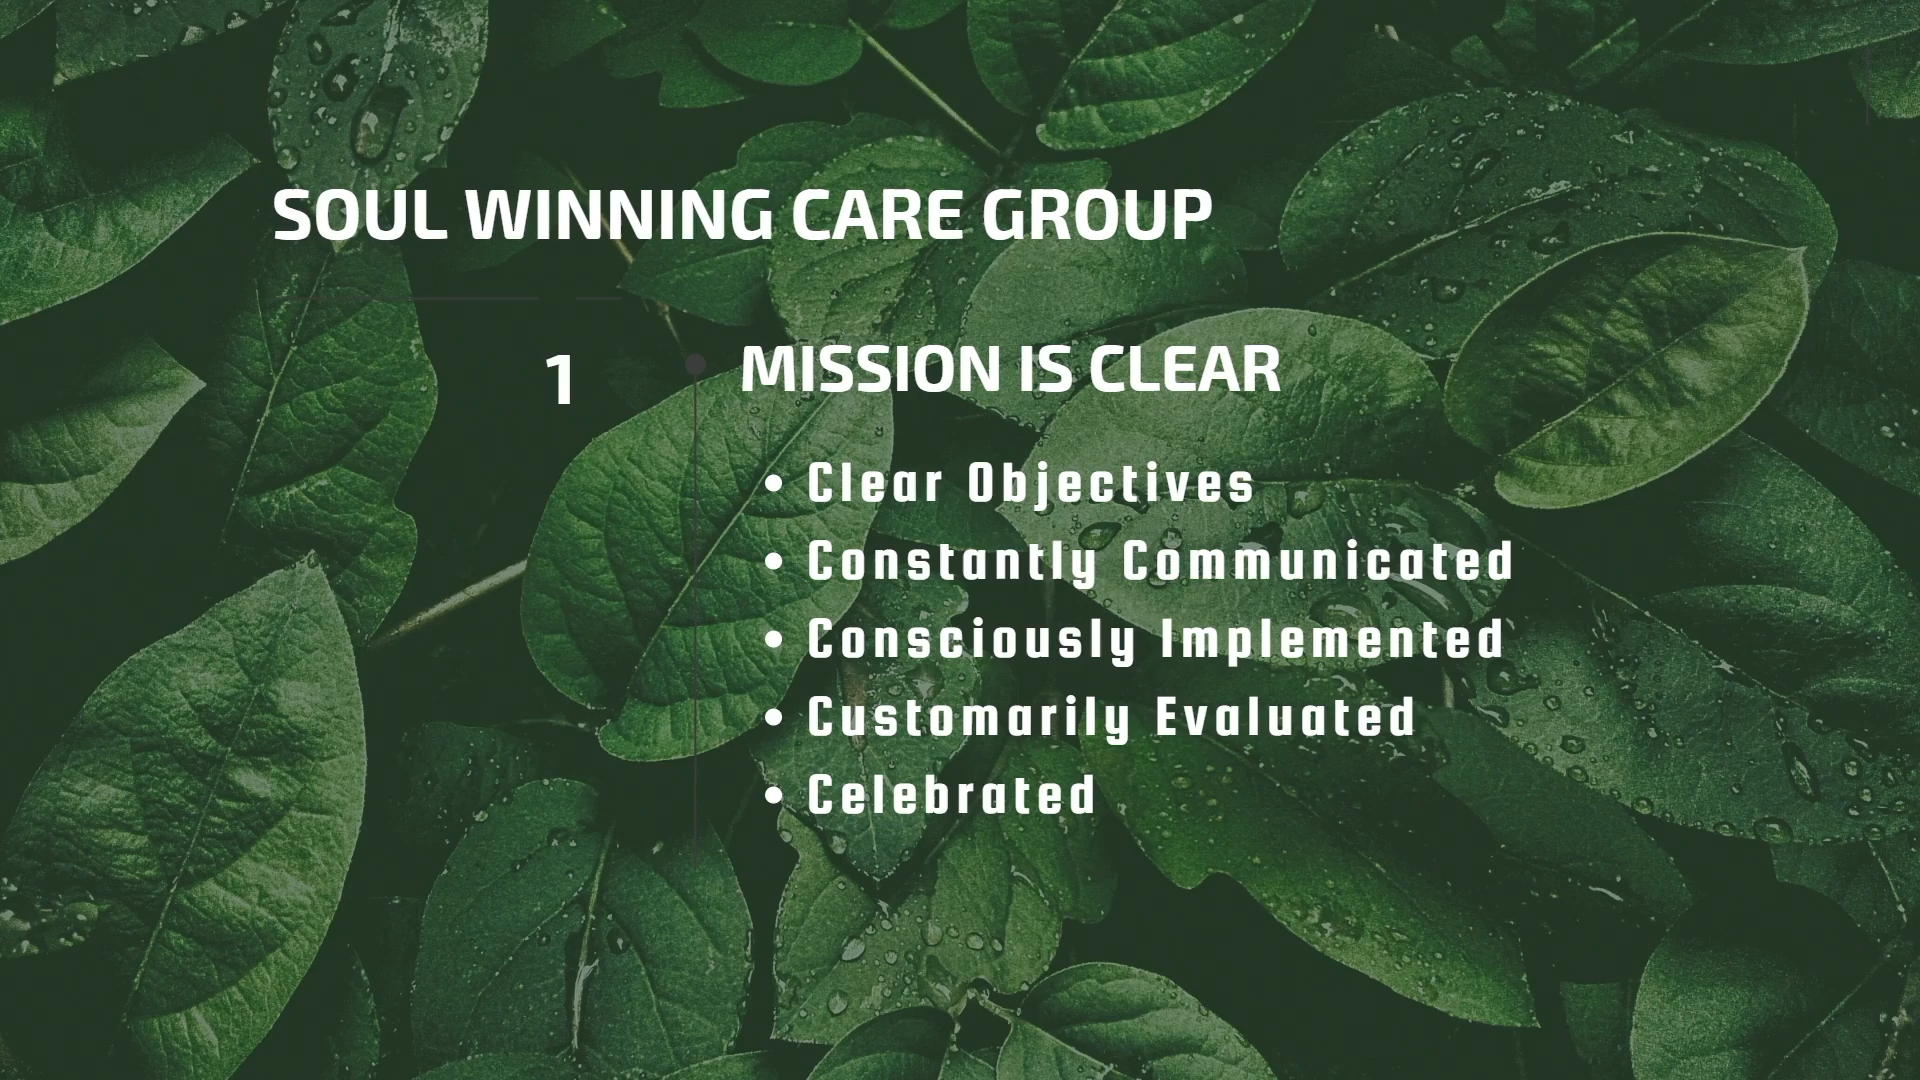 SOUL WINNING CARE GROUP
1
MISSION IS CLEAR
• Clear Objectives
• Constantly Communicated
• Consciously Implemented
• Customarily Evaluated
• Celebrated